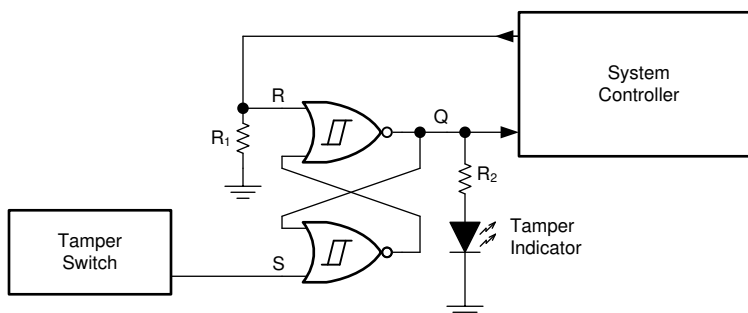 System
Controller
R
Q
R1
R2
Tamper
Switch
S
Tamper
Indicator